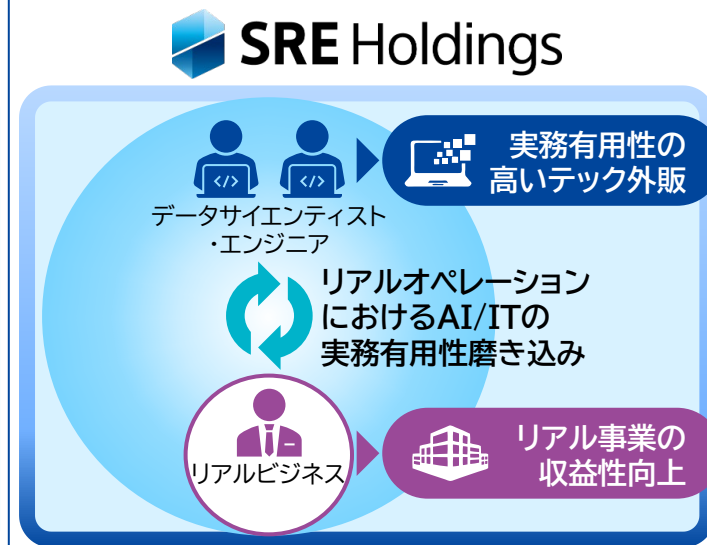 SRE Holdings
</>
</>
実務有用性の
高いテック外販
データサイエンティスト
・エンジニア
リアルオペレーション
におけるAI/ITの
実務有用性磨き込み
リアルビジネス
リアル事業の
収益性向上